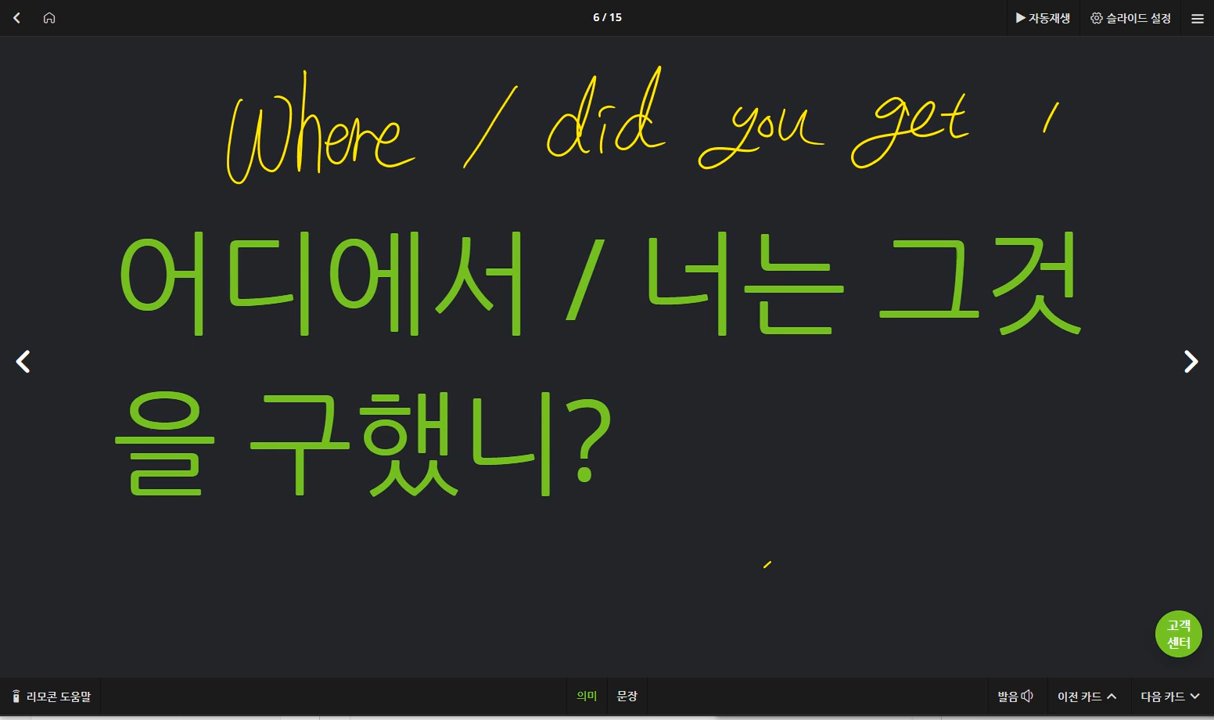 6 / 15
자동재생
슬라이드 설정
Where / did you get
어디에서 / 너는 그것
을 구했니?
고객
센터
리모콘 도움말
의미
문장
발음
이전 카드
다음 카드